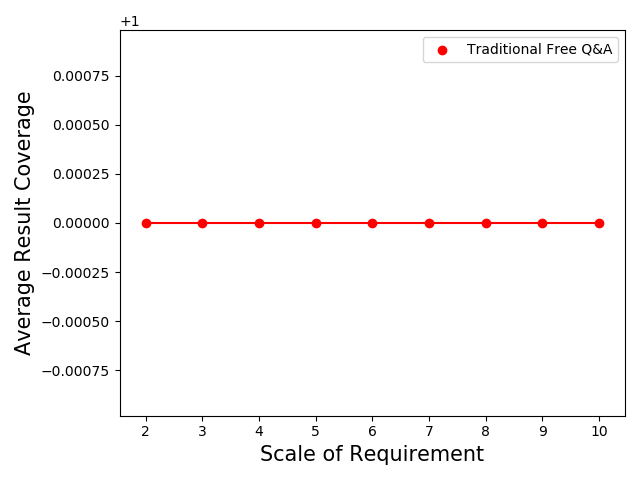 +1
Traditional Free Q&A
0.00075
0.00050
0.00025
0.00000
−0.00025
−0.00050
−0.00075
Average Result Coverage
2 3 4 5 6 7 8 9 10
Scale of Requirement